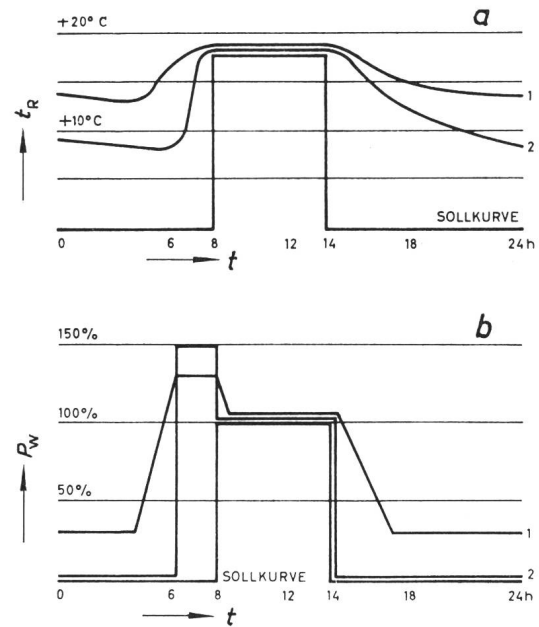 a
+20°C
1
+10°C
2
t_R
SOLLKURVE
0 6 8 12 14 18 24h
t
b
150%
100%
50%
P_W
1
SOLLKURVE
2
0 6 8 12 14 18 24h
t